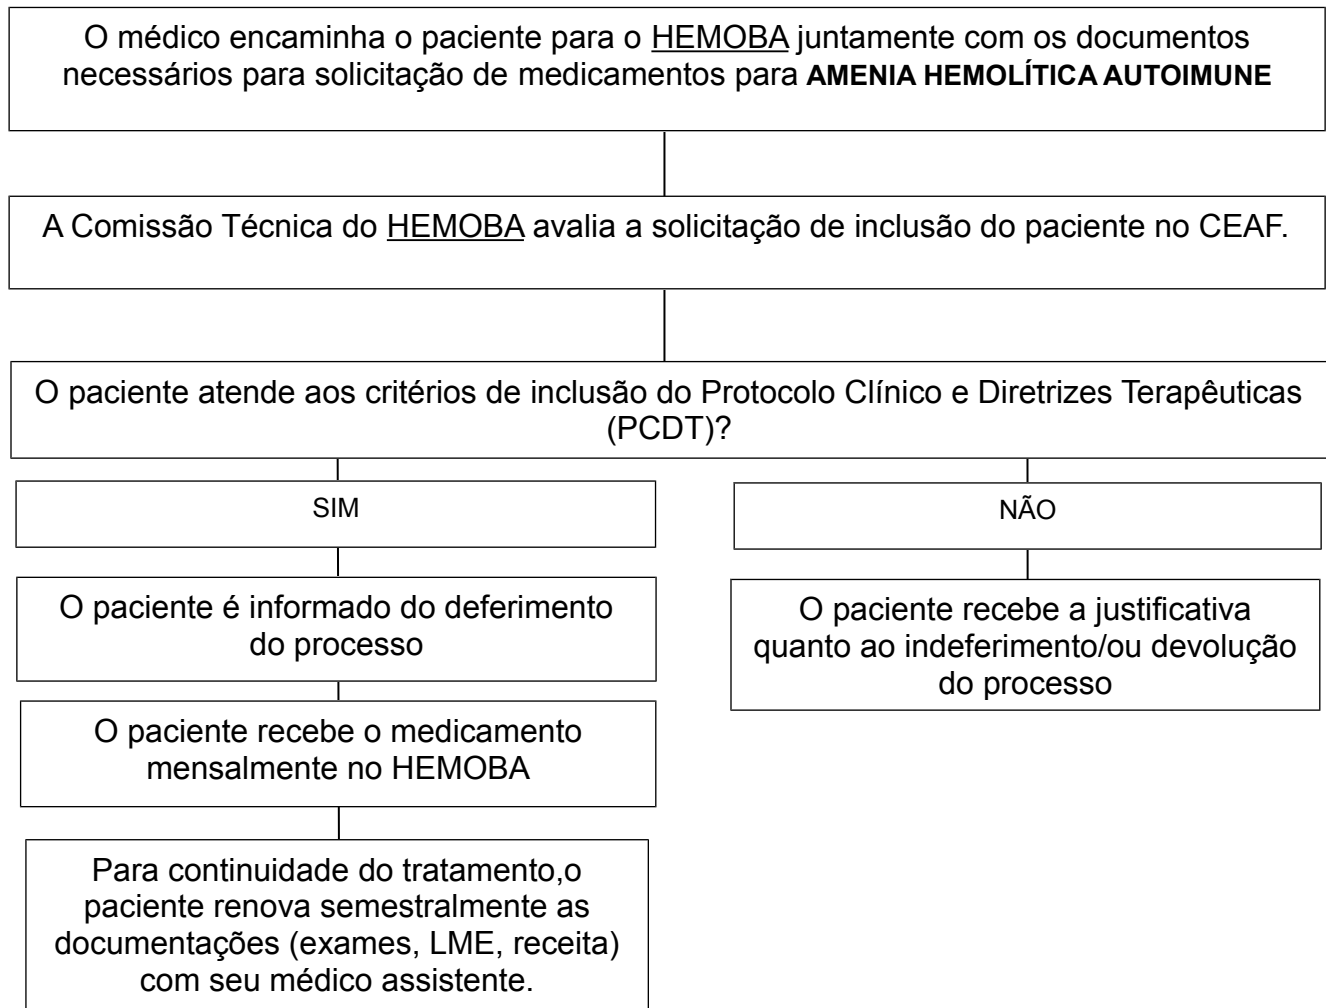 O médico encaminha o paciente para o HEMOBA juntamente com os documentos
necessários para solicitação de medicamentos para AMENIA HEMOLÍTICA AUTOIMUNE
A Comissão Técnica do HEMOBA avalia a solicitação de inclusão do paciente no CEAF.
O paciente atende aos critérios de inclusão do Protocolo Clínico e Diretrizes Terapêuticas
(PCDT)?
SIM
O paciente é informado do deferimento
do processo
O paciente recebe o medicamento
mensalmente no HEMOBA
Para continuidade do tratamento,o
paciente renova semestralmente as
documentações (exames, LME, receita)
com seu médico assistente.
NÃO
O paciente recebe a justificativa
quanto ao indeferimento/ou devolução
do processo